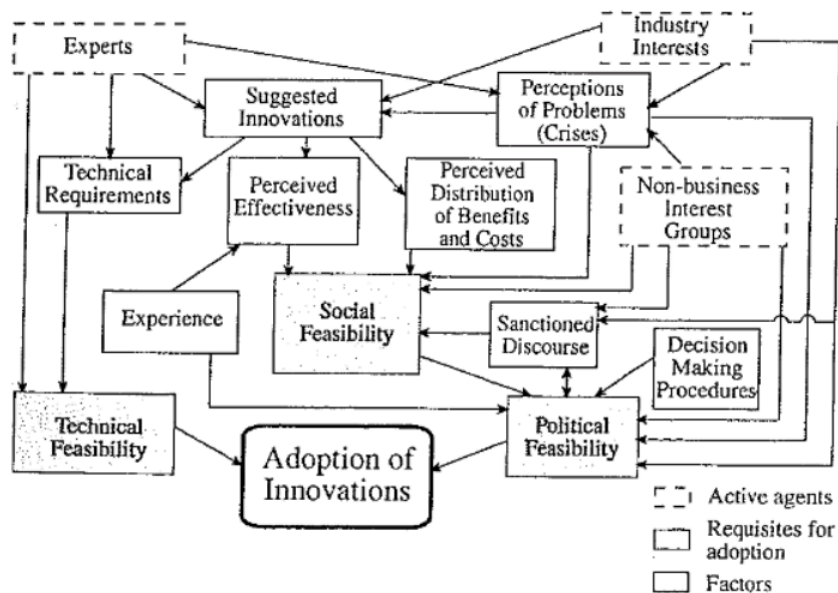 Experts
Industry
Interests
Suggested
Innovations
Perceptions
of Problems
(Crises)
Technical
Requirements
Perceived
Effectiveness
Perceived
Distribution
of Benefits
and Costs
Non-business
Interest
Groups
Experience
Social
Feasibility
Sanctioned
Discourse
Decision
Making
Procedures
Technical
Feasibility
Adoption of
Innovations
Political
Feasibility
Active agents
Requisites for
adoption
Factors